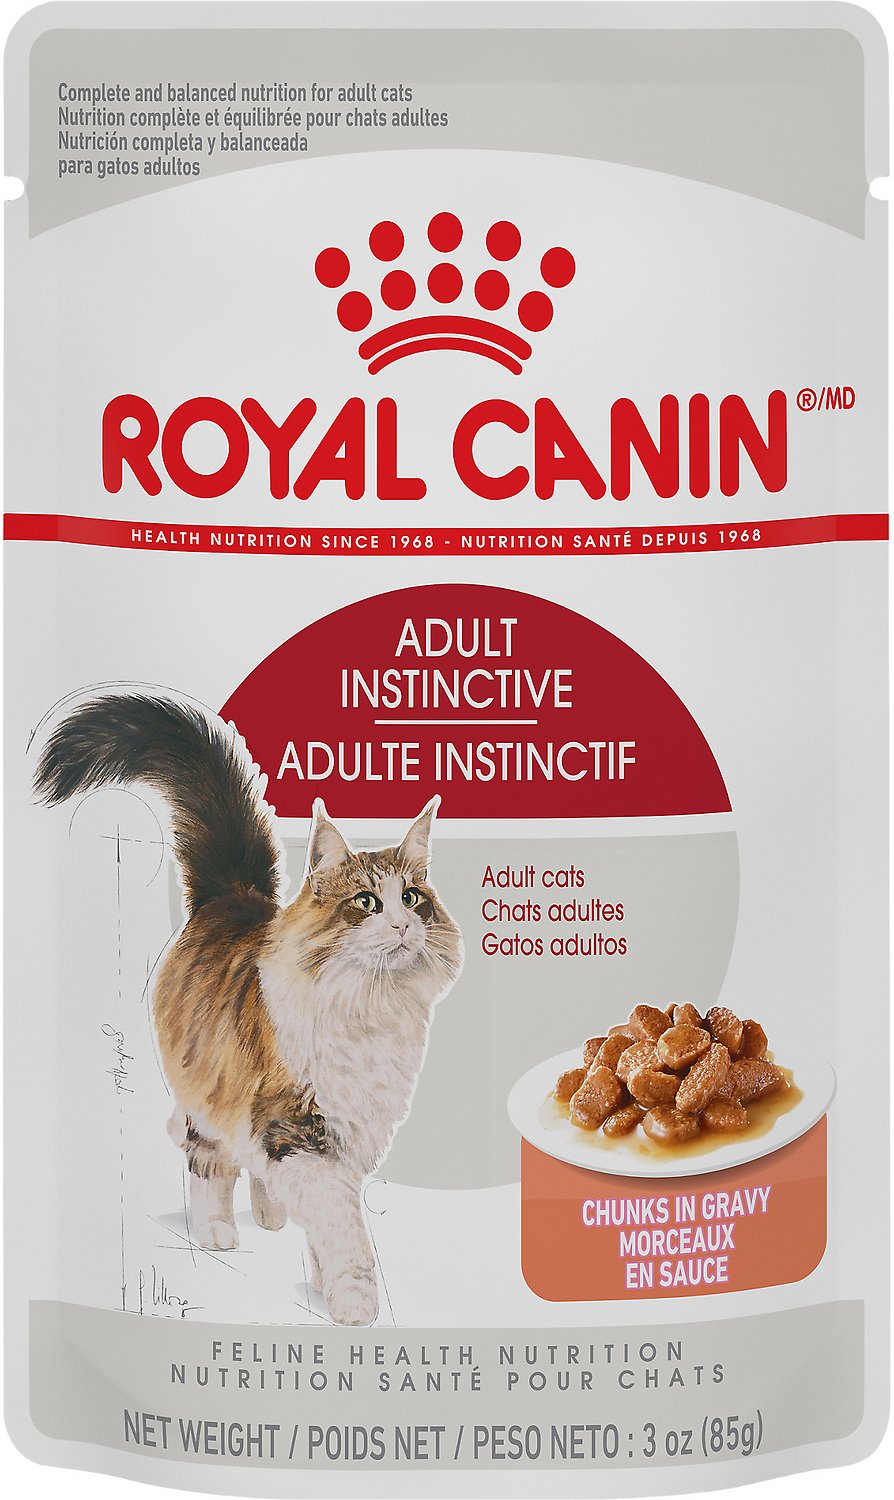 Complete and balanced nutrition for adult cats
Nutrition complète et équilibrée pour chats adultes
Nutrición completa y balanceada
para gatos adultos
ROYAL CANIN®/MD
HEALTH NUTRITION SINCE 1968 - NUTRITION SANTÉ DEPUIS 1968
ADULT
INSTINCTIVE
ADULTE INSTINCTIF
Adult cats
Chats adultes
Gatos adultos
CHUNKS IN GRAVY
MORCEAUX
EN SAUCE
FELINE HEALTH NUTRITION
NUTRITION SANTÉ POUR CHATS
NET WEIGHT / POIDS NET / PESO NETO : 3 oz (85g)